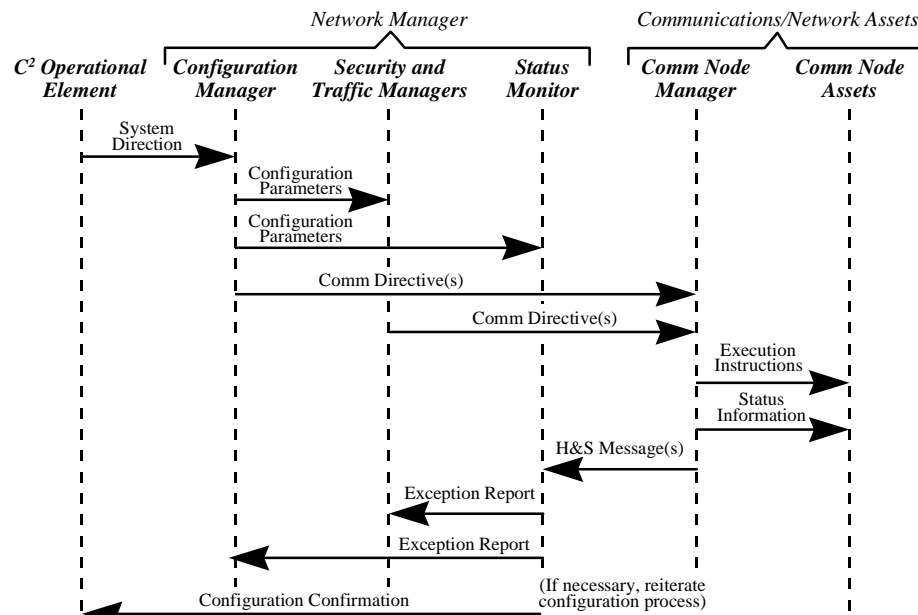 Network Manager
Communications/Network Assets
C² Operational
Element
Configuration
Manager
Security and
Traffic Managers
Status
Monitor
Comm Node
Manager
Comm Node
Assets
System
Direction
Configuration
Parameters
Configuration
Parameters
Comm Directive(s)
Comm Directive(s)
Execution
Instructions
Status
Information
H&S Message(s)
Exception Report
Exception Report
(If necessary, reiterate
configuration process)
Configuration Confirmation